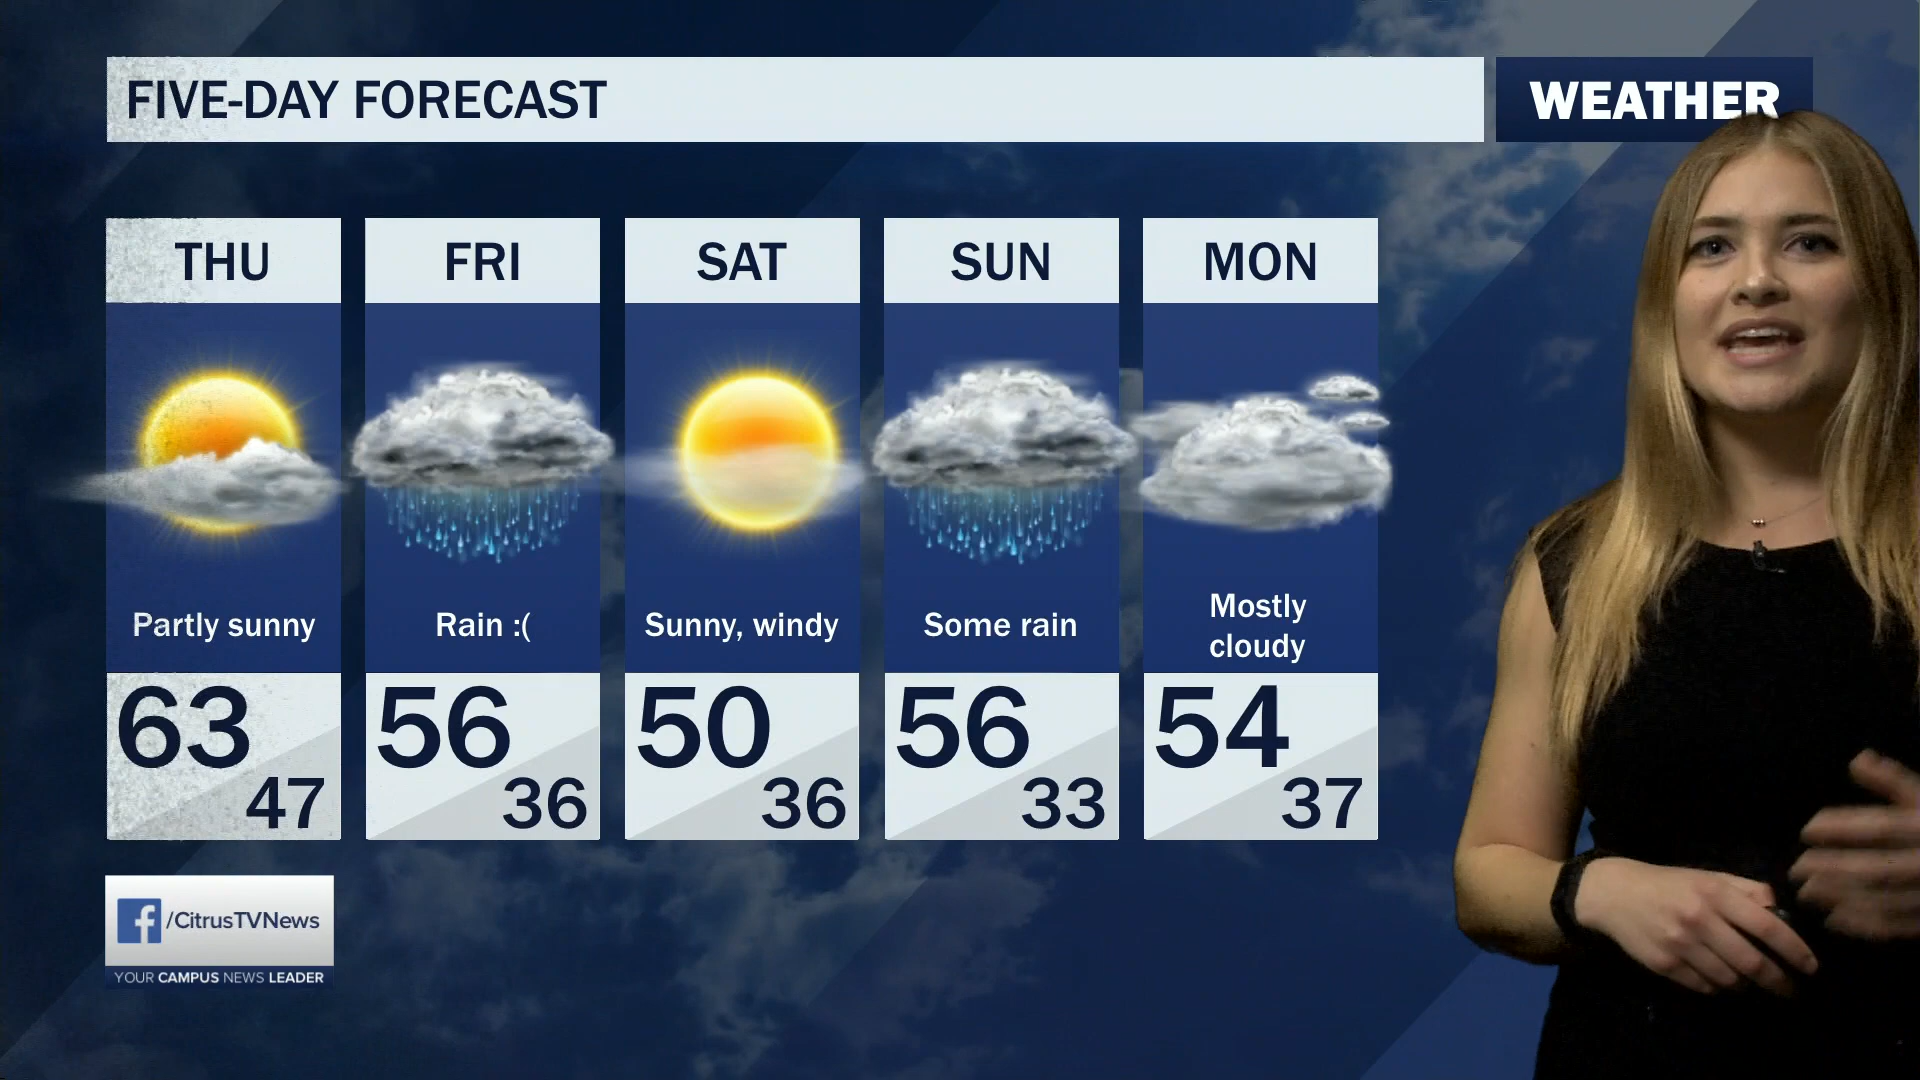 FIVE-DAY FORECAST
WEATHER
THU
FRI
SAT
SUN
MON
Partly sunny
Rain :(
Sunny, windy
Some rain
Mostly
cloudy
63
47
56
36
50
36
56
33
54
37
/CitrusTVNews
YOUR CAMPUS NEWS LEADER